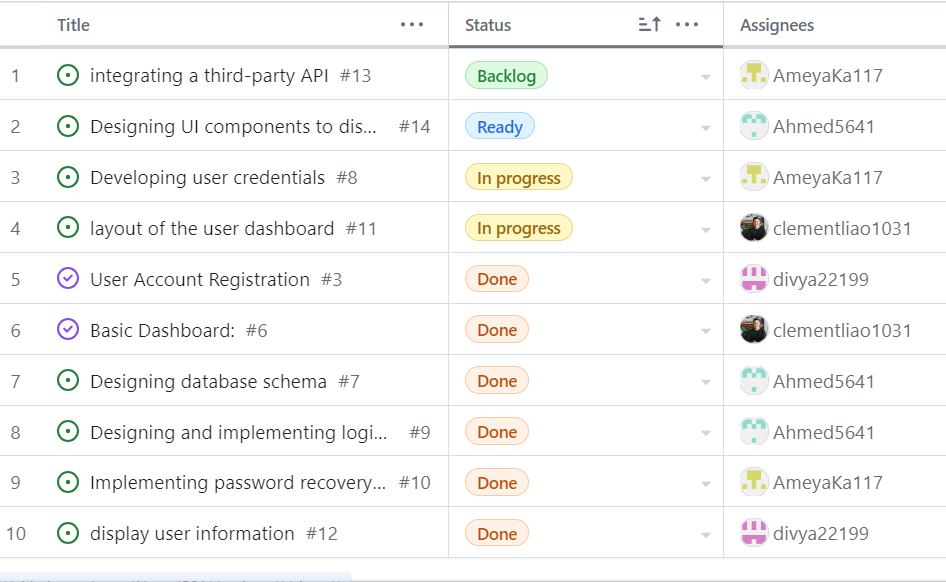 Title ... Status ... Assignees
1 integrating a third-party API #13 Backlog AmeyaKa117
2 Designing UI components to dis... #14 Ready Ahmed5641
3 Developing user credentials #8 In progress AmeyaKa117
4 layout of the user dashboard #11 In progress clementliao1031
5 User Account Registration #3 Done divya22199
6 Basic Dashboard: #6 Done clementliao1031
7 Designing database schema #7 Done Ahmed5641
8 Designing and implementing logi... #9 Done Ahmed5641
9 Implementing password recovery... #10 Done AmeyaKa117
10 display user information #12 Done divya22199